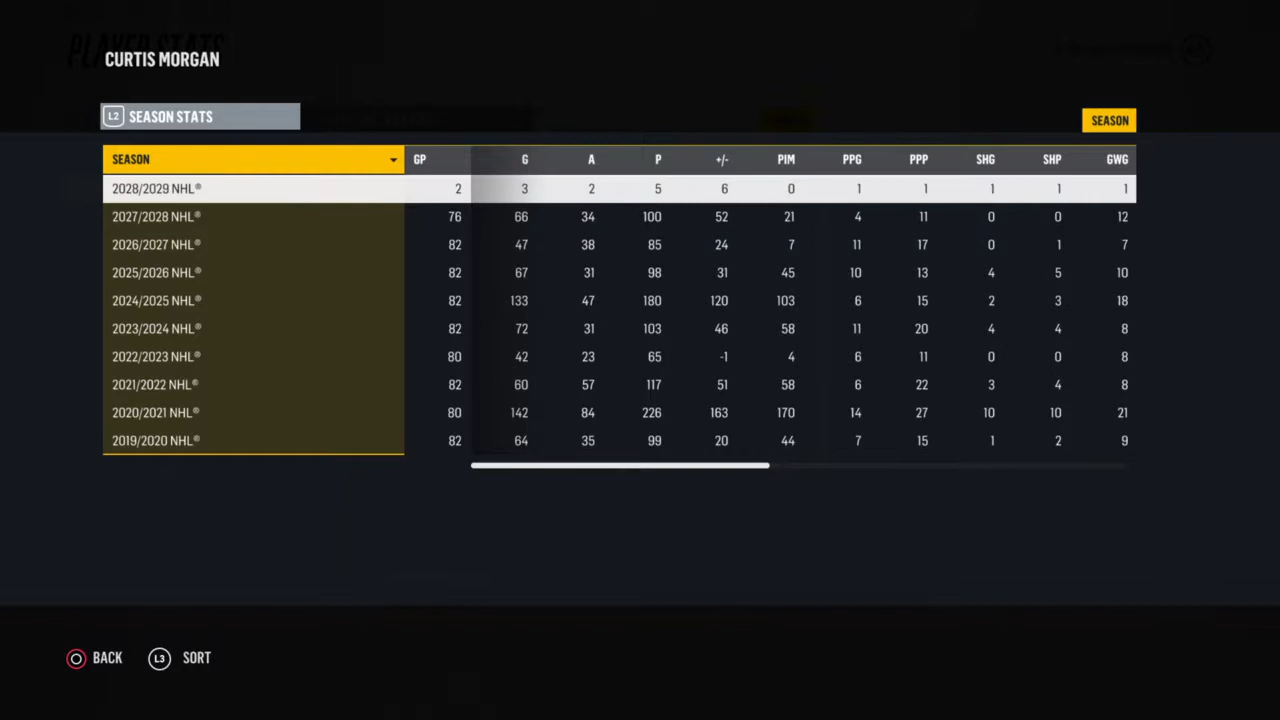 CURTIS MORGAN
L2 SEASON STATS
SEASON
SEASON GP G A P +/- PIM PPG PPP SHG SHP GWG
2028/2029 NHL® 2 3 2 5 6 0 1 1 1 1 1
2027/2028 NHL® 76 66 34 100 52 21 4 11 0 0 12
2026/2027 NHL® 82 47 38 85 24 7 11 17 0 1 7
2025/2026 NHL® 82 67 31 98 31 45 10 13 4 5 10
2024/2025 NHL® 82 133 47 180 120 103 6 15 2 3 18
2023/2024 NHL® 82 72 31 103 46 58 11 20 4 4 8
2022/2023 NHL® 80 42 23 65 -1 4 6 11 0 0 8
2021/2022 NHL® 82 60 57 117 51 58 6 22 3 4 8
2020/2021 NHL® 80 142 84 226 163 170 14 27 10 10 21
2019/2020 NHL® 82 64 35 99 20 44 7 15 1 2 9
BACK L3 SORT